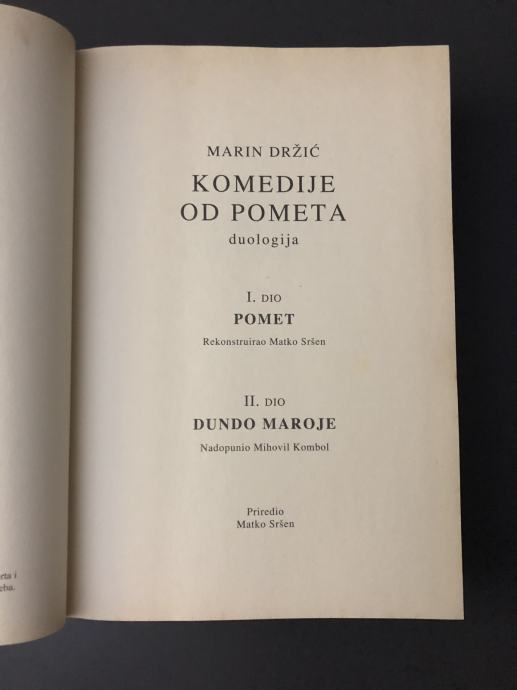 MARIN DRŽIĆ
KOMEDIJE
OD POMETA
duologija
I. DIO
POMET
Rekonstruirao Matko Sršen
II. DIO
DUNDO MAROJE
Nadopunio Mihovil Kombol
Priredio
Matko Sršen